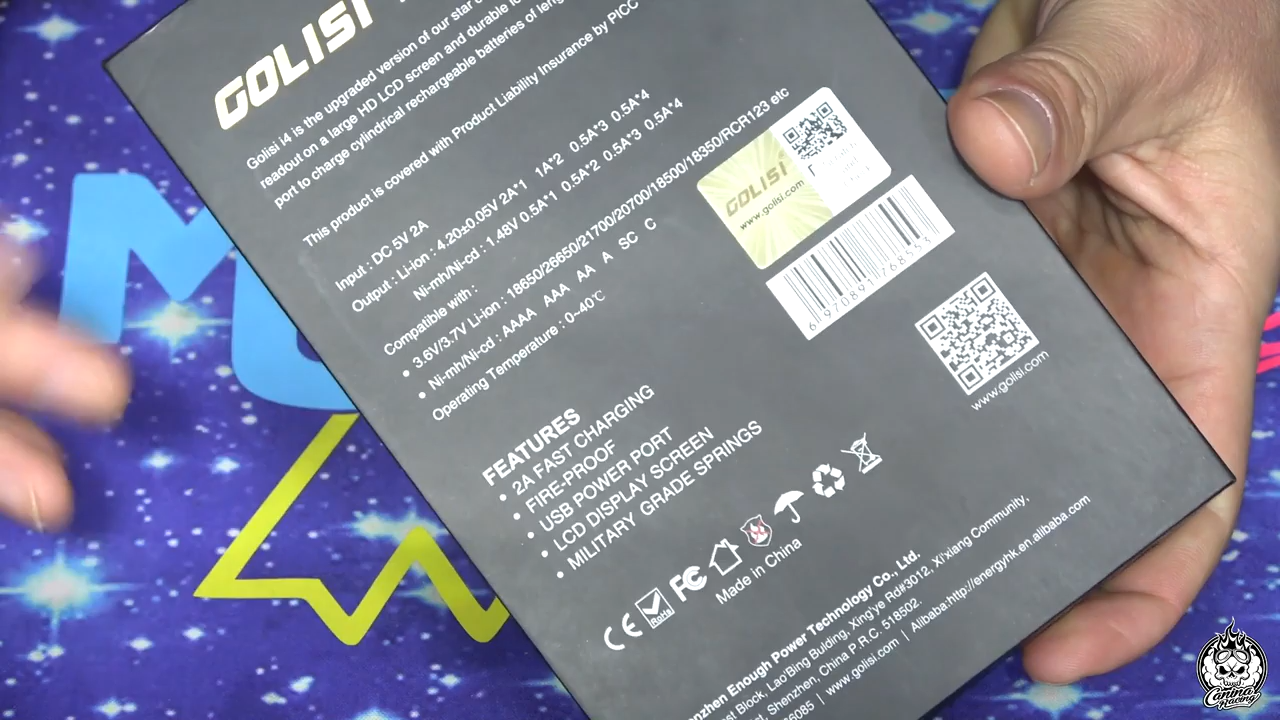 GOLISI
Golisi i4 is the upgraded version of our star
readout on a large HD LCD screen and durable
port to charge cylindrical rechargeable batteries of
This product is covered with Product Liability Insurance by PICC
Input : DC 5V 2A
Output : Li-ion : 4.20±0.05V 2A*1 1A*2 0.5A*3 0.5A*4
Ni-mh/Ni-cd : 1.48V 0.5A*1 0.5A*2 0.5A*3 0.5A*4
Compatible with :
• 3.6V/3.7V Li-ion : 18650/26650/21700/20700/18500/18350/RCR123 etc
• Ni-mh/Ni-cd : AAAA AAA AA A SC C
Operating Temperature : 0~40℃
GOLISI
www.golisi.com
www.golisi.com
FEATURES
• 2A FAST CHARGING
• FIRE-PROOF
• USB POWER PORT
• LCD DISPLAY SCREEN
• MILITARY GRADE SPRINGS
CE RoHS FC
Made in China
Enough Power Technology Co., Ltd.
Block, Lao'Bing Bulding, Xing'ye Rd#3012, Xi'xiang Community,
Shenzhen, China P.R.C. 518502.
| www.golisi.com | Alibaba:http://energyhk.en.alibaba.com
Canina
Racing